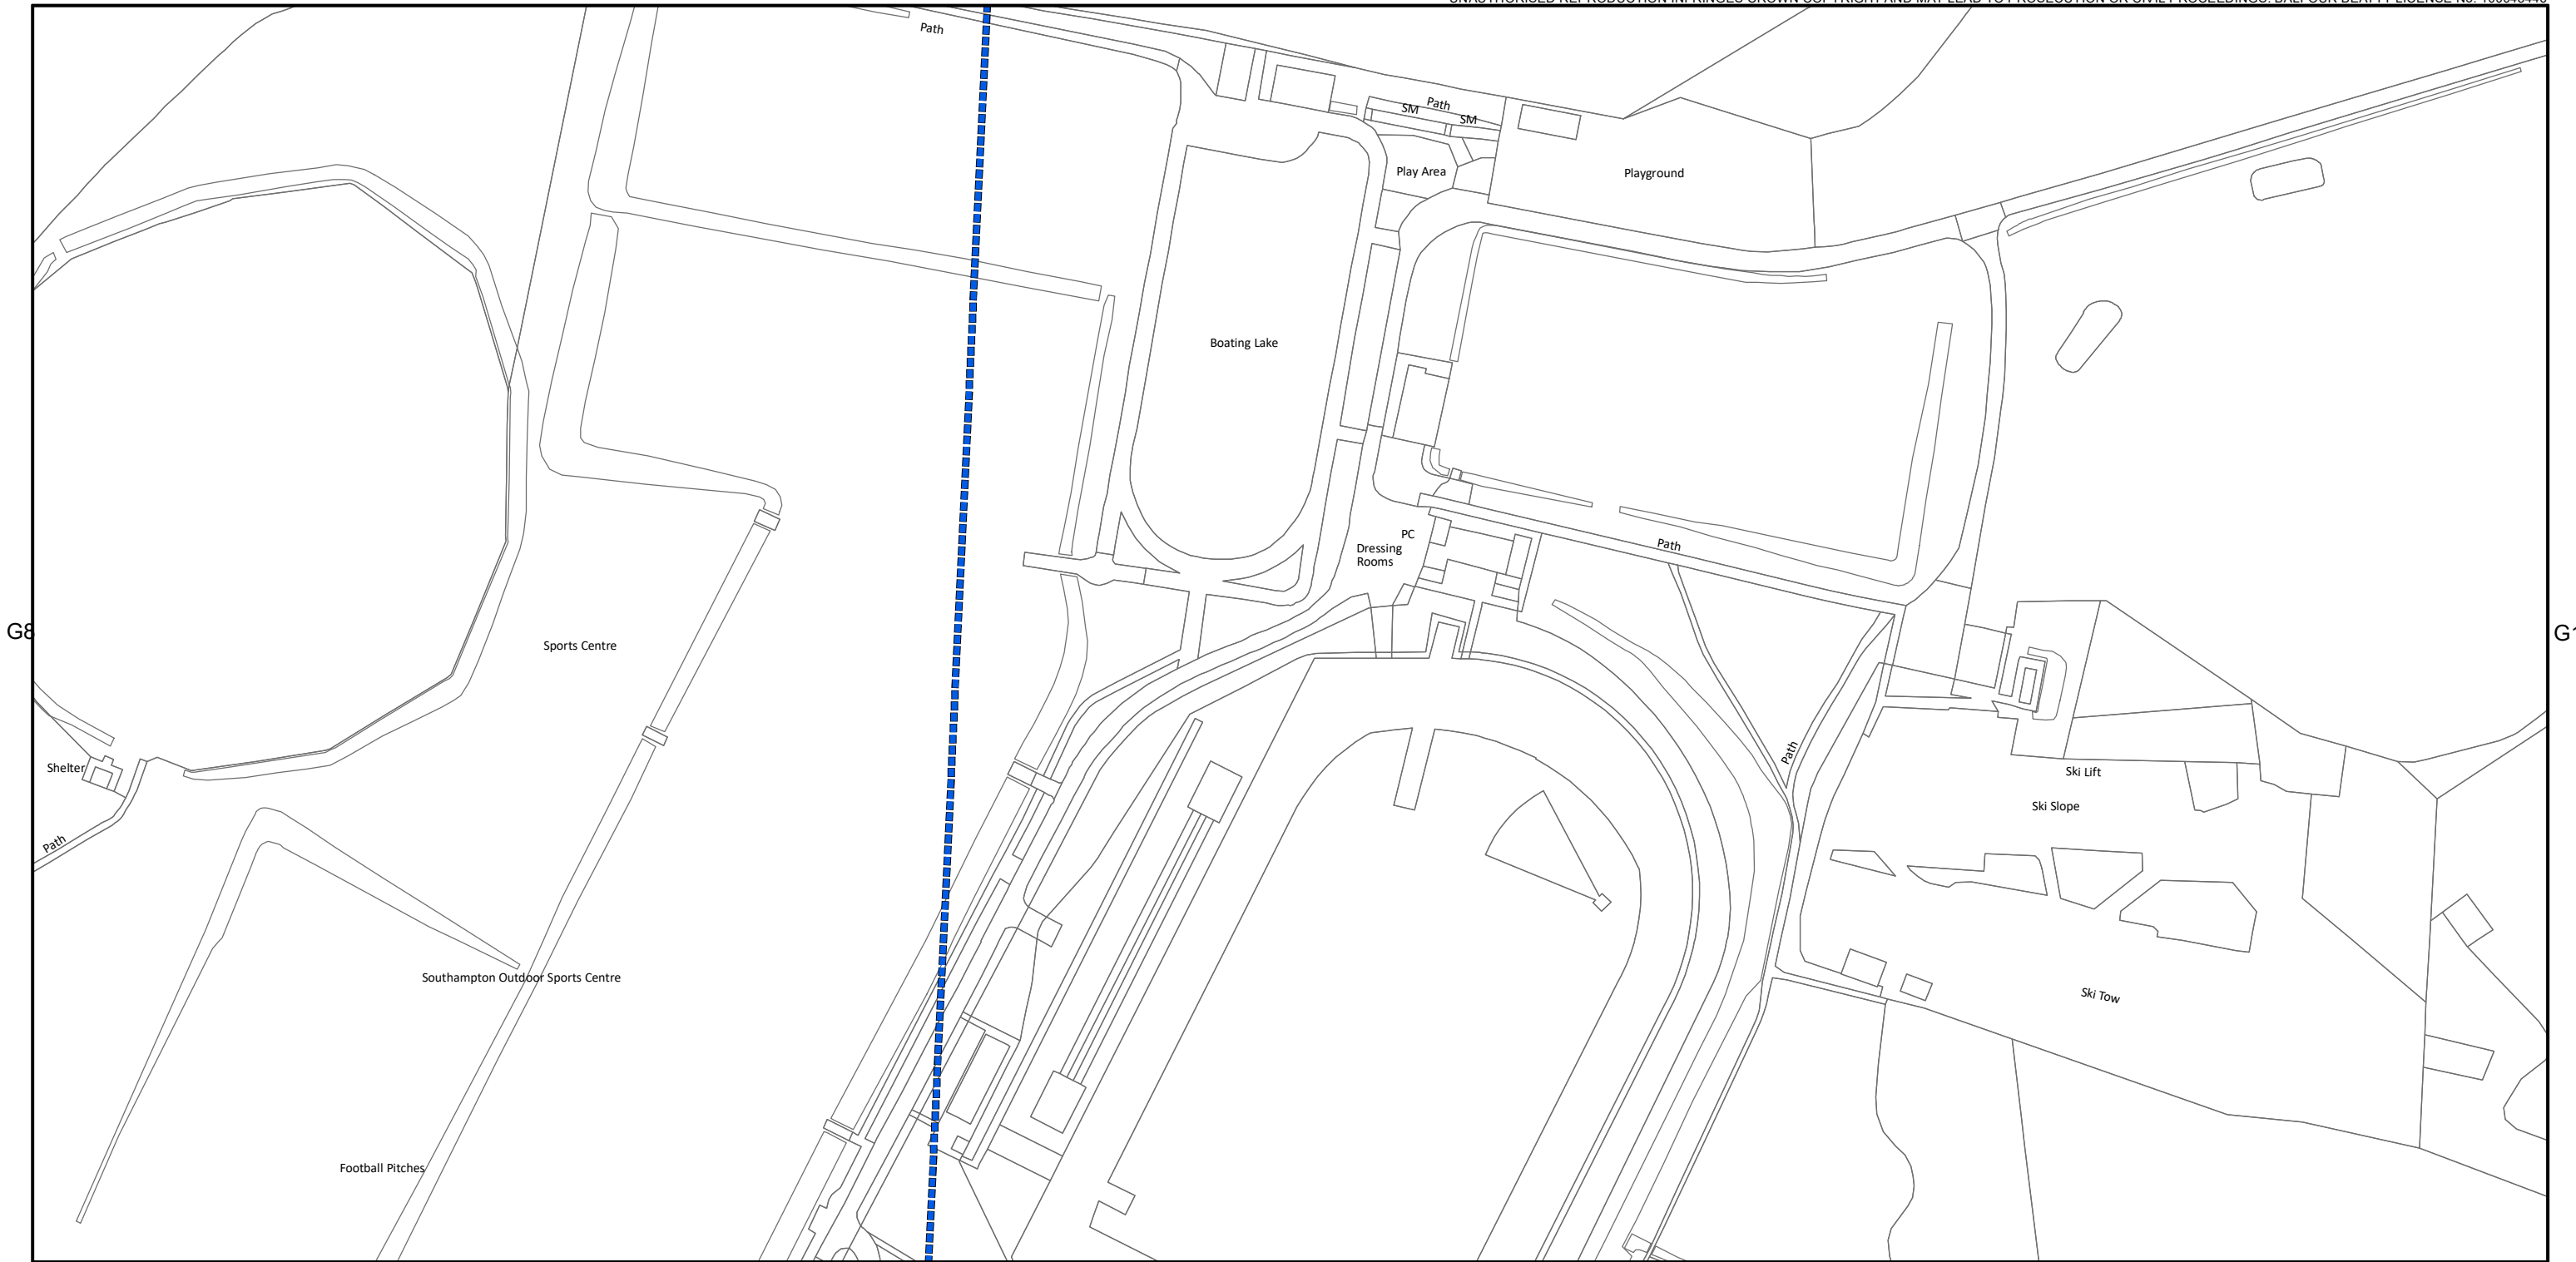 Path
Path
SM
SM
Play Area
Playground
Boating Lake
PC
Dressing
Rooms
Path
G8
Sports Centre
Path
Shelter
Ski Lift
Ski Slope
Path
Southampton Outdoor Sports Centre
Ski Tow
Football Pitches